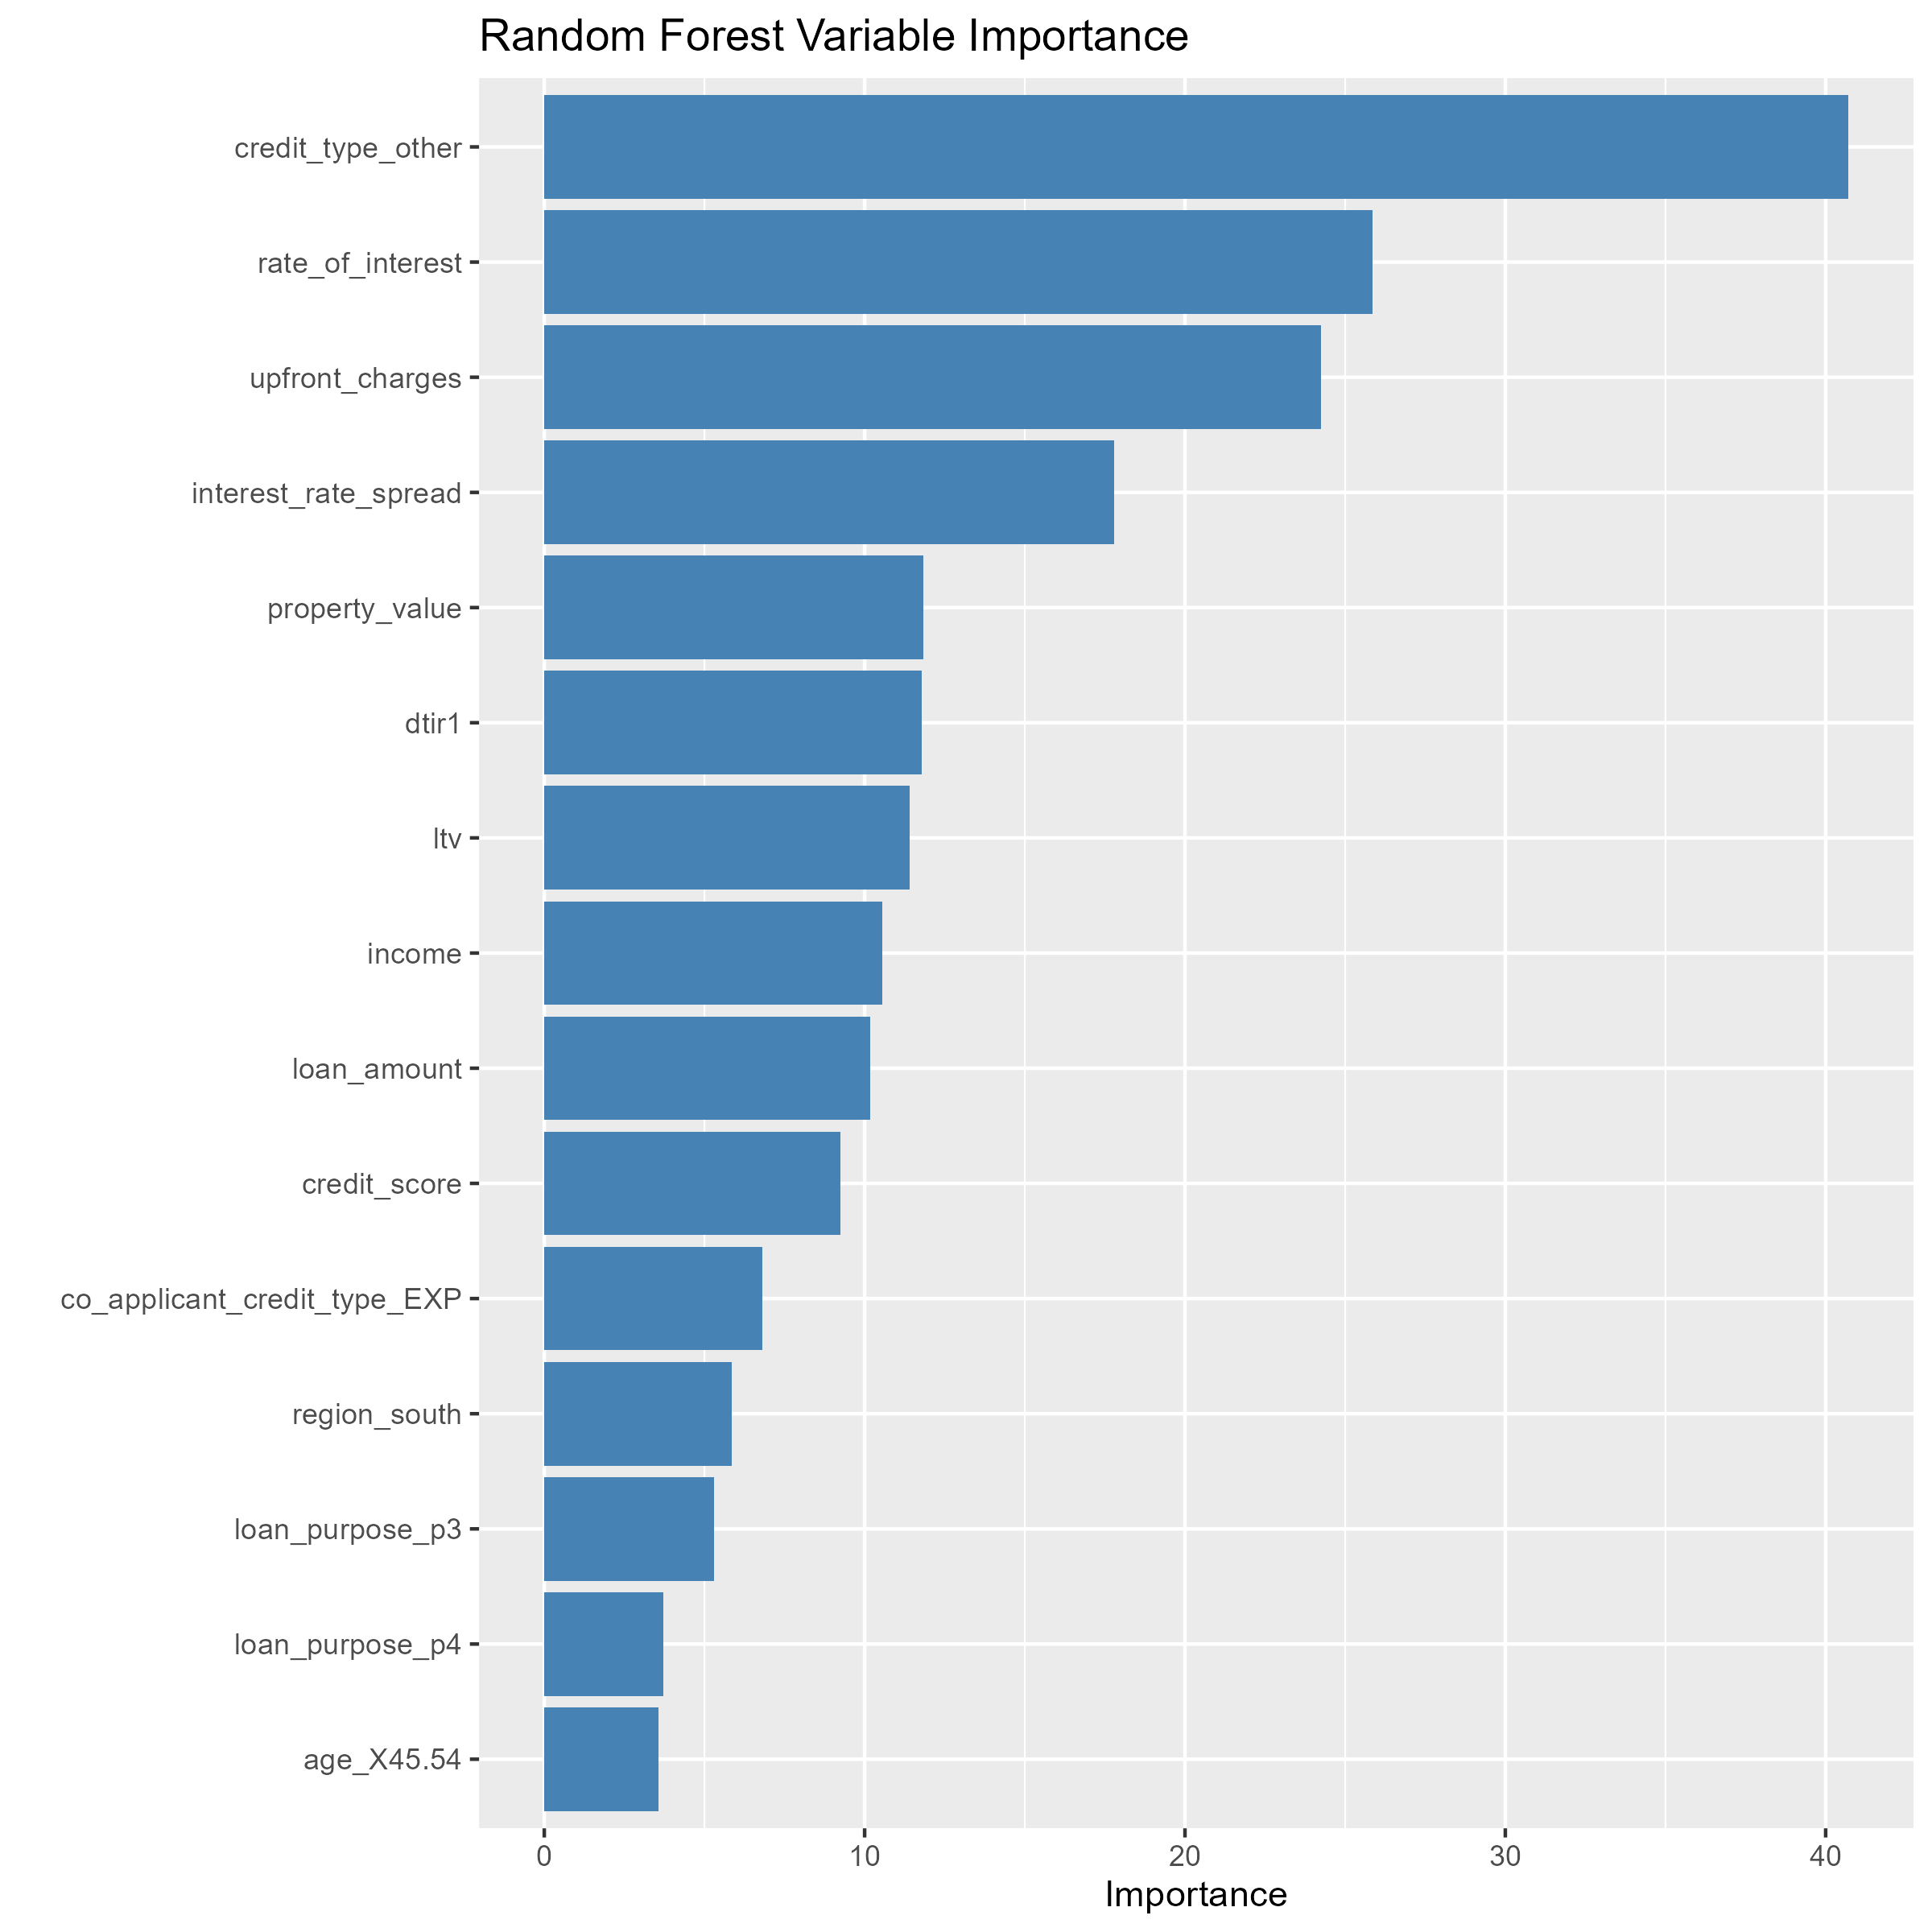 Random Forest Variable Importance
credit_type_other
rate_of_interest
upfront_charges
interest_rate_spread
property_value
dtir1
ltv
income
loan_amount
credit_score
co_applicant_credit_type_EXP
region_south
loan_purpose_p3
loan_purpose_p4
age_X45.54
0 10 20 30 40
Importance